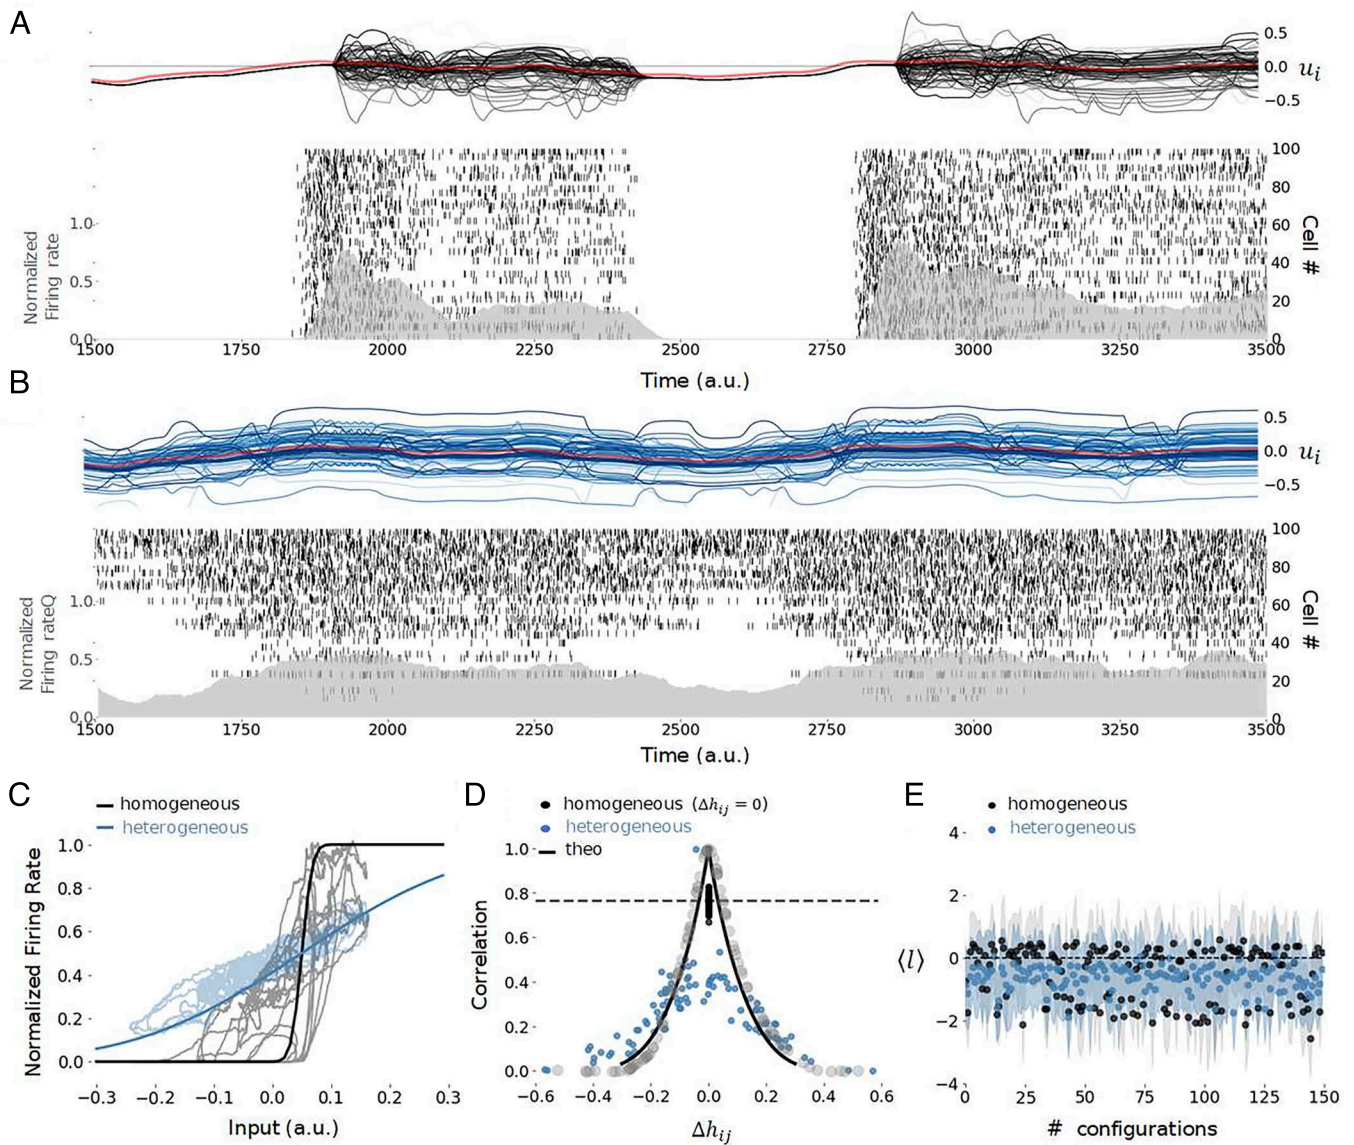 A
0.5
0.0
−0.5
u_i
Normalized
Firing rate
1.0
0.5
0.0
100
80
60
40
20
0
Cell #
1500 1750 2000 2250 2500 2750 3000 3250 3500
Time (a.u.)
B
0.5
0.0
−0.5
u_i
Normalized
Firing rateQ
1.0
0.5
0.0
100
80
60
40
20
0
Cell #
1500 1750 2000 2250 2500 2750 3000 3250 3500
Time (a.u.)
C
homogeneous
heterogeneous
Normalized Firing Rate
1.0
0.8
0.6
0.4
0.2
0.0
−0.3 −0.2 −0.1 0.0 0.1 0.2 0.3
Input (a.u.)
D
homogeneous (Δh_ij = 0)
heterogeneous
theo
Correlation
1.0
0.8
0.6
0.4
0.2
0.0
−0.6 −0.4 −0.2 0.0 0.2 0.4 0.6
Δh_ij
E
homogeneous
heterogeneous
⟨l⟩
4
2
0
−2
−4
0 25 50 75 100 125 150
# configurations